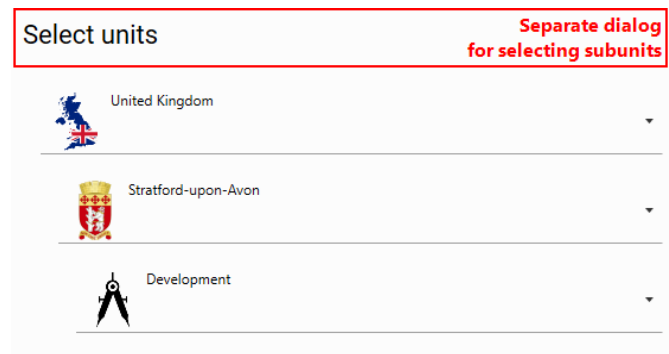 Select units
Separate dialog
for selecting subunits
United Kingdom
Stratford-upon-Avon
Development